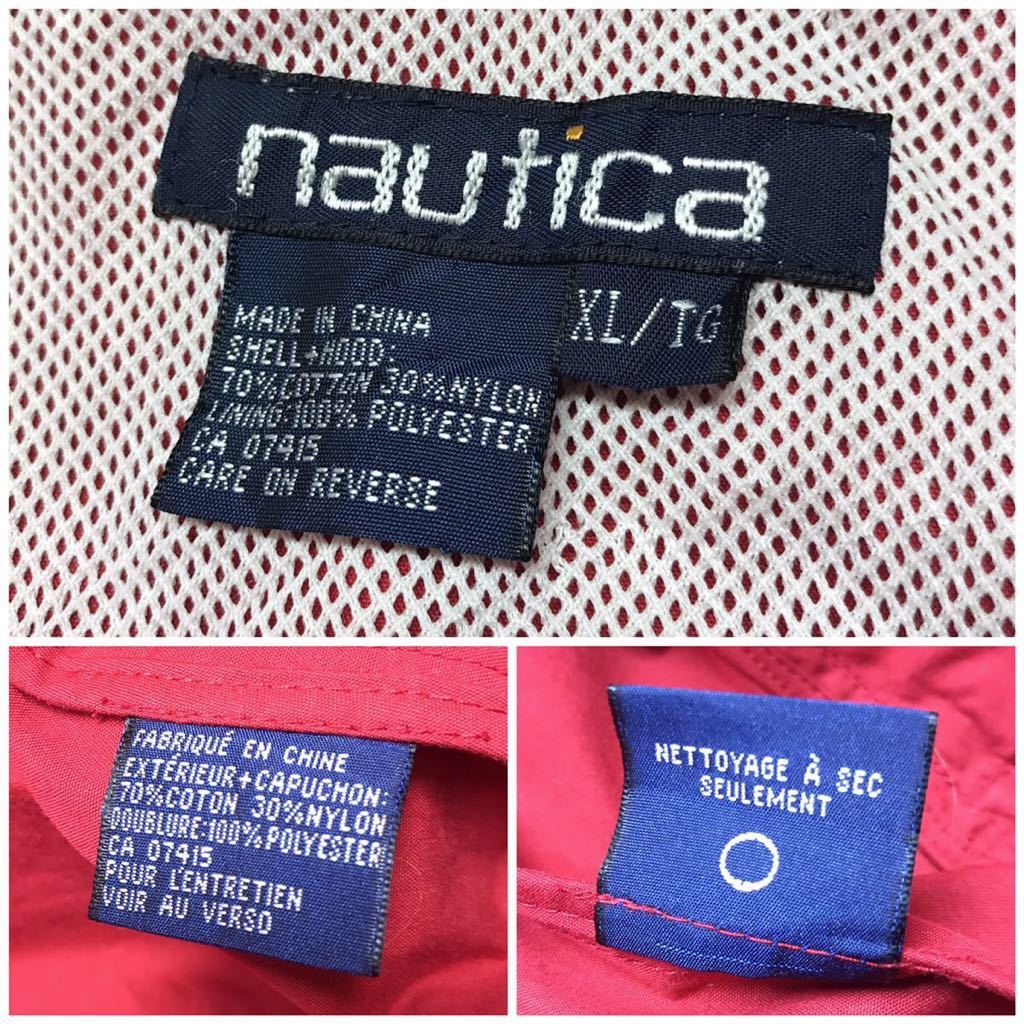 nautica
XL/TG
MADE IN CHINA
SHELL+HOOD:
70%COTTON 30%NYLON
LINING:100% POLYESTER
CA 07415
CARE ON REVERSE
FABRIQUÉ EN CHINE
EXTÉRIEUR+CAPUCHON:
70%COTON 30%NYLON
DOUBLURE:100%POLYESTER
CA 07415
POUR L'ENTRETIEN
VOIR AU VERSO
NETTOYAGE À SEC
SEULEMENT